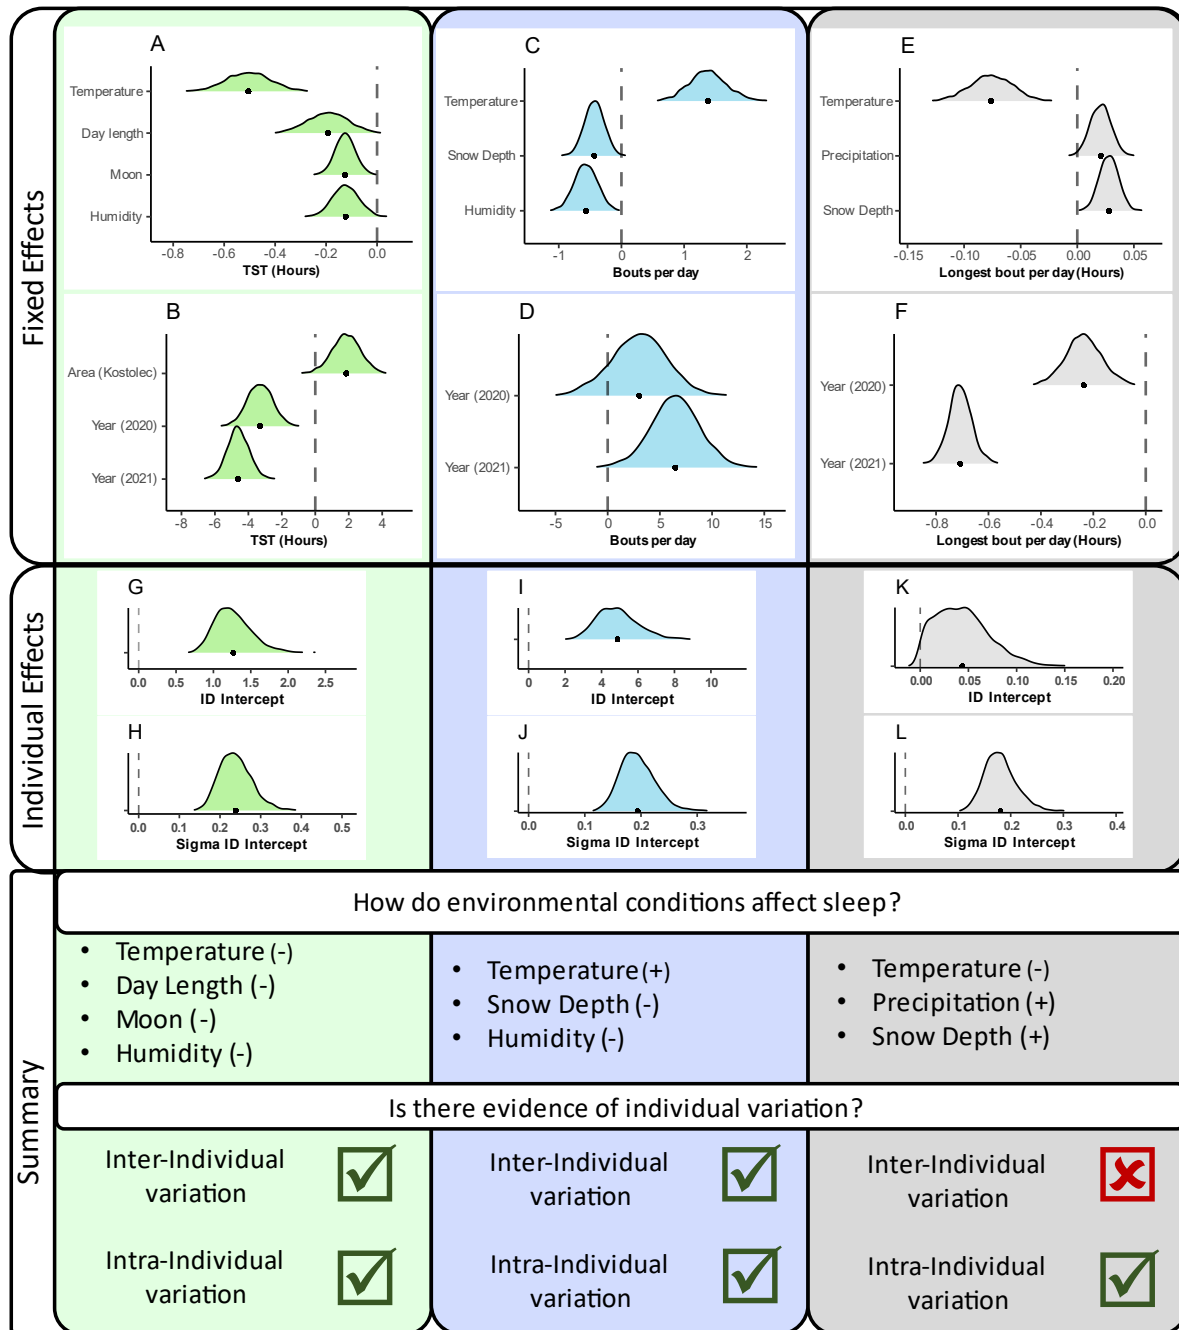 Fixed Effects
A
Temperature
Day length
Moon
Humidity
-0.8 -0.6 -0.4 -0.2 0.0
TST (Hours)
B
Area (Kostolec)
Year (2020)
Year (2021)
-8 -6 -4 -2 0 2 4
TST (Hours)
C
Temperature
Snow Depth
Humidity
-1 0 1 2
Bouts per day
D
Year (2020)
Year (2021)
-5 0 5 10 15
Bouts per day
E
Temperature
Precipitation
Snow Depth
-0.15 -0.10 -0.05 0.00 0.05
Longest bout per day (Hours)
F
Year (2020)
Year (2021)
-0.8 -0.6 -0.4 -0.2 0.0
Longest bout per day (Hours)
Individual Effects
G
0.0 0.5 1.0 1.5 2.0 2.5
ID Intercept
H
0.0 0.1 0.2 0.3 0.4 0.5
Sigma ID Intercept
I
0 2 4 6 8 10
ID Intercept
J
0.0 0.1 0.2 0.3
Sigma ID Intercept
K
0.00 0.05 0.10 0.15 0.20
ID Intercept
L
0.0 0.1 0.2 0.3 0.4
Sigma ID Intercept
Summary
How do environmental conditions affect sleep?
• Temperature (-)
• Day Length (-)
• Moon (-)
• Humidity (-)
• Temperature (+)
• Snow Depth (-)
• Humidity (-)
• Temperature (-)
• Precipitation (+)
• Snow Depth (+)
Is there evidence of individual variation?
Inter-Individual
variation
Intra-Individual
variation
Inter-Individual
variation
Intra-Individual
variation
Inter-Individual
variation
Intra-Individual
variation